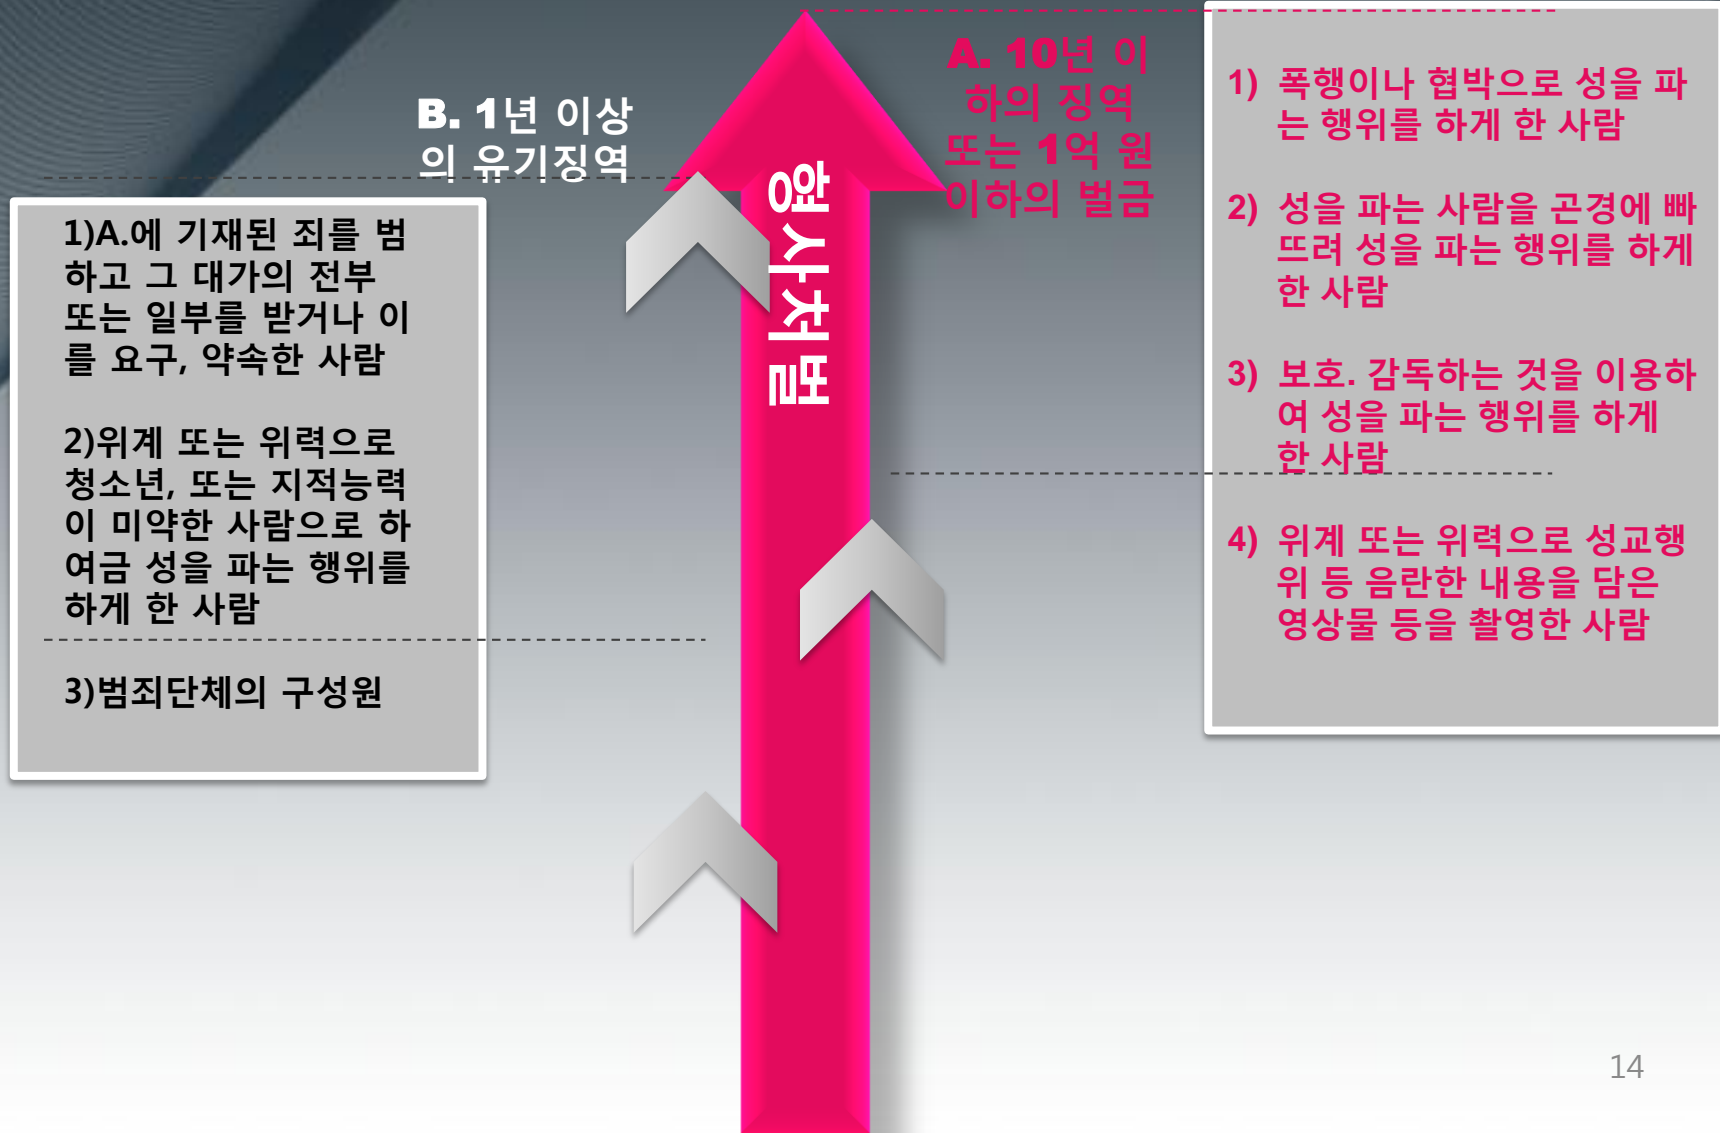 B. 1년 이상
의 유기징역
1)A.에 기재된 죄를 범
하고 그 대가의 전부
또는 일부를 받거나 이
를 요구, 약속한 사람
2)위계 또는 위력으로
청소년, 또는 지적능력
이 미약한 사람으로 하
여금 성을 파는 행위를
하게 한 사람
3)범죄단체의 구성원
형사처벌
A. 10년 이
하의 징역
또는 1억 원
이하의 벌금
1) 폭행이나 협박으로 성을 파
는 행위를 하게 한 사람
2) 성을 파는 사람을 곤경에 빠
뜨려 성을 파는 행위를 하게
한 사람
3) 보호. 감독하는 것을 이용하
여 성을 파는 행위를 하게
한 사람
4) 위계 또는 위력으로 성교행
위 등 음란한 내용을 담은
영상물 등을 촬영한 사람
14